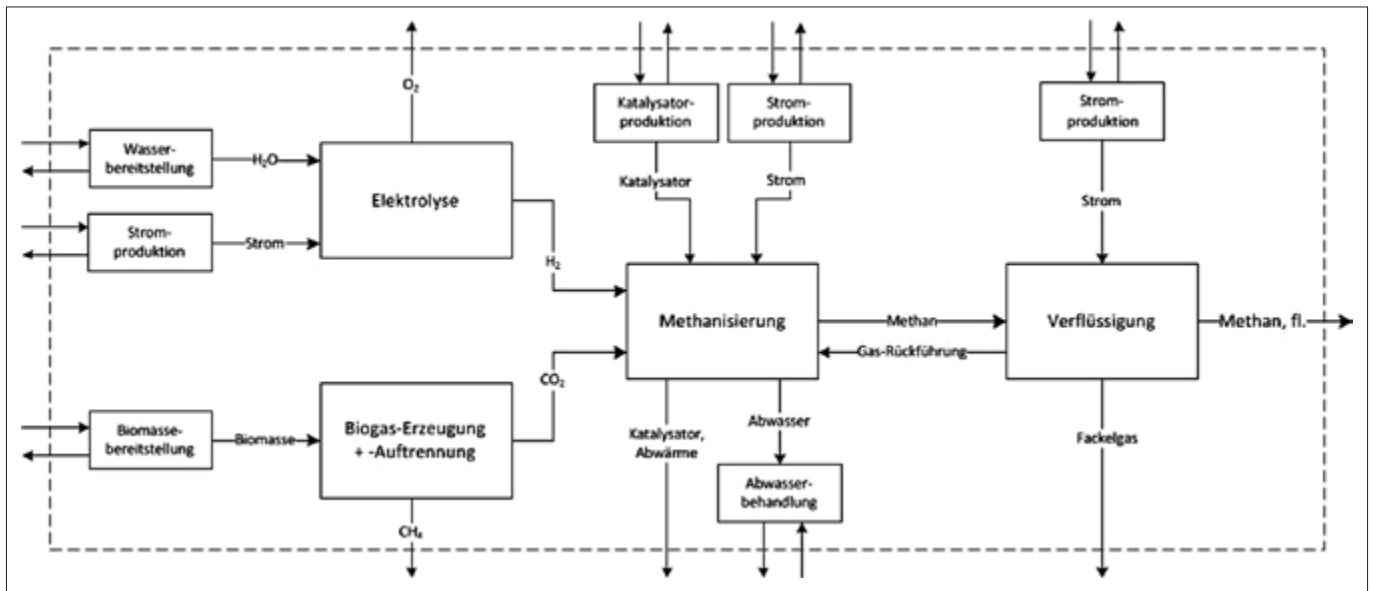 O₂
Katalysator-
produktion
Strom-
produktion
Strom-
produktion
Wasser-
bereitstellung
H₂O
Elektrolyse
Katalysator
Strom
Strom
Strom-
produktion
Strom
H₂
Methanisierung
Methan
Gas-Rückführung
Verflüssigung
Methan, fl.
CO₂
Biomasse-
bereitstellung
Biomasse
Biogas-Erzeugung
+ -Auftrennung
CH₄
Katalysator,
Abwärme
Abwasser
Abwasser-
behandlung
Fackelgas